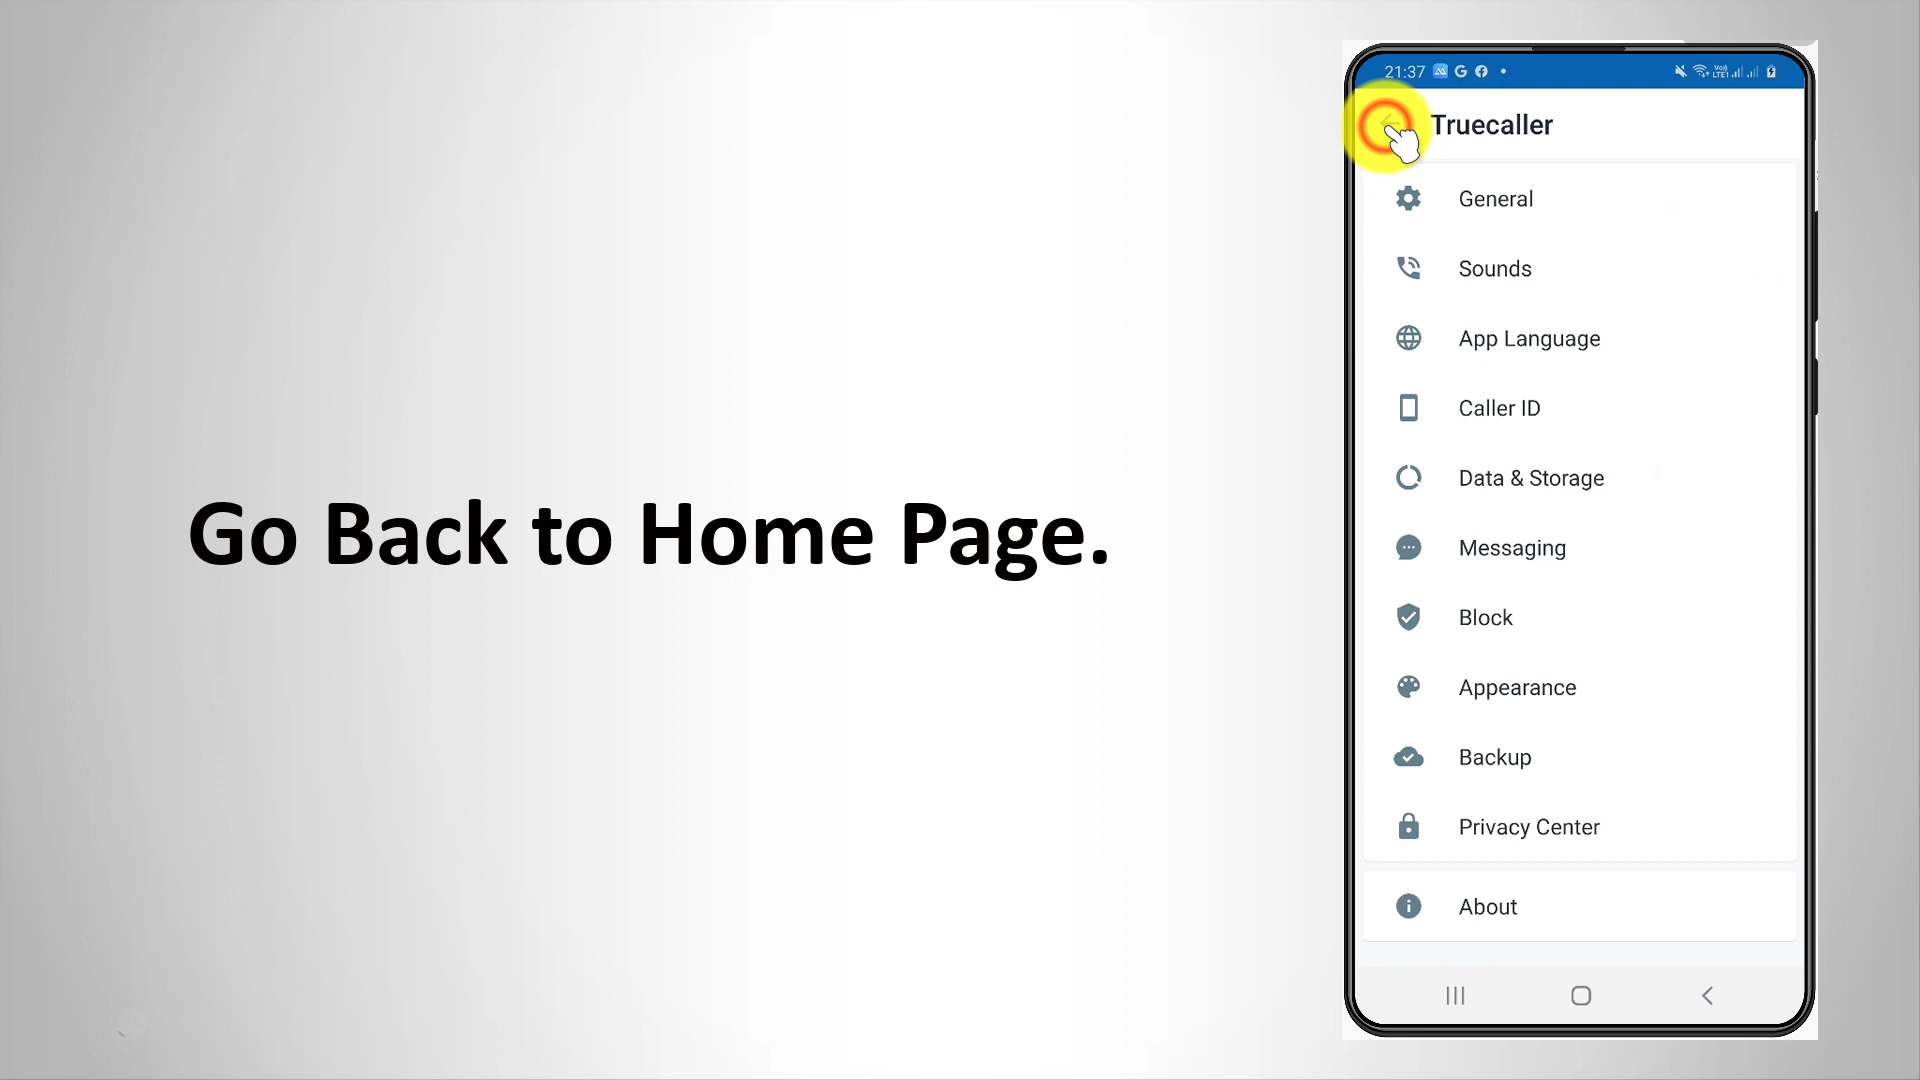 Go Back to Home Page.
21:37
Truecaller
General
Sounds
App Language
Caller ID
Data & Storage
Messaging
Block
Appearance
Backup
Privacy Center
About